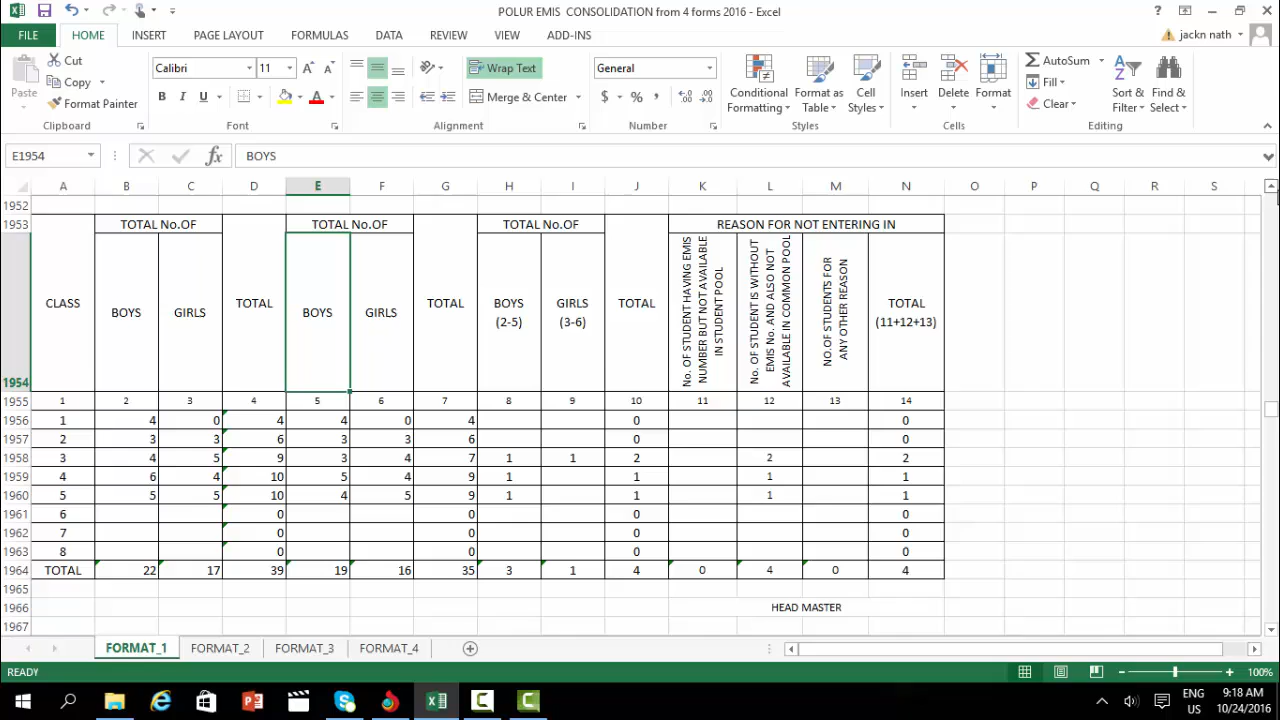 POLUR EMIS  CONSOLIDATION from 4 forms 2016 - Excel
?
FILE HOME INSERT PAGE LAYOUT FORMULAS DATA REVIEW VIEW ADD-INS jackn nath
Paste
Cut
Copy
Format Painter
Calibri 11 A A
B I U A
Wrap Text
Merge & Center
General
$ % ,
Conditional Formatting
Format as Table
Cell Styles
Insert Delete Format
AutoSum
Fill
Clear
Sort & Filter
Find & Select
Clipboard Font Alignment Number Styles Cells Editing
E1954 fx BOYS
A B C D E F G H I J K L M N O P Q R S
1952
1953 TOTAL No.OF TOTAL No.OF TOTAL No.OF REASON FOR NOT ENTERING IN
1954
CLASS
BOYS
GIRLS
TOTAL
BOYS
GIRLS
TOTAL
BOYS
(2-5)
GIRLS
(3-6)
TOTAL
No. OF STUDENT HAVING EMIS
NUMBER BUT NOT AVAILABLE
IN STUDENT POOL
No. OF STUDENT IS WITHOUT
EMIS No. AND ALSO NOT
AVAILABLE IN COMMON POOL
NO.OF STUDENTS FOR
ANY OTHER REASON
TOTAL
(11+12+13)
1955 1 2 3 4 5 6 7 8 9 10 11 12 13 14
1956 1 4 0 4 4 0 4 0 0
1957 2 3 3 6 3 3 6 0 0
1958 3 4 5 9 3 4 7 1 1 2 2 2
1959 4 6 4 10 5 4 9 1 1 1 1
1960 5 5 5 10 4 5 9 1 1 1 1
1961 6 0 0 0 0
1962 7 0 0 0 0
1963 8 0 0 0 0
1964 TOTAL 22 17 39 19 16 35 3 1 4 0 4 0 4
1965
1966 HEAD MASTER
1967
FORMAT_1 FORMAT_2 FORMAT_3 FORMAT_4
READY 100%
ENG 9:18 AM
US 10/24/2016